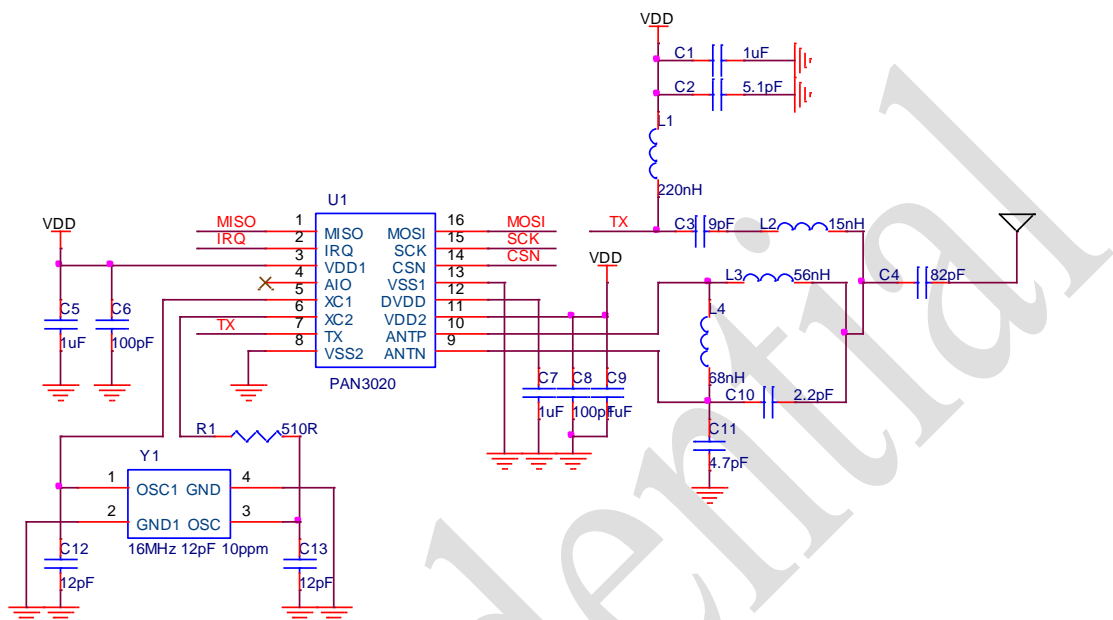 VDD
C1 1uF
C2 5.1pF
L1
220nH
U1
VDD
MISO 1 MISO MOSI 16 MOSI TX C3 9pF L2 15nH
IRQ 2 IRQ SCK 15 SCK
3 VDD1 CSN 14 CSN VDD
4 AIO VSS1 13 L3 56nH C4 82pF
5 XC1 DVDD 12
C5 C6 6 XC2 VDD2 11 L4
TX 7 TX ANTP 10
1uF 100pF 8 VSS2 ANTN 9
PAN3020 C7 C8 C9 68nH
C10 2.2pF
1uF 100pF 1uF
R1 510R C11
Y1 4.7pF
1 OSC1 GND 4
2 GND1 OSC 3
C12 16MHz 12pF 10ppm C13
12pF 12pF
dential